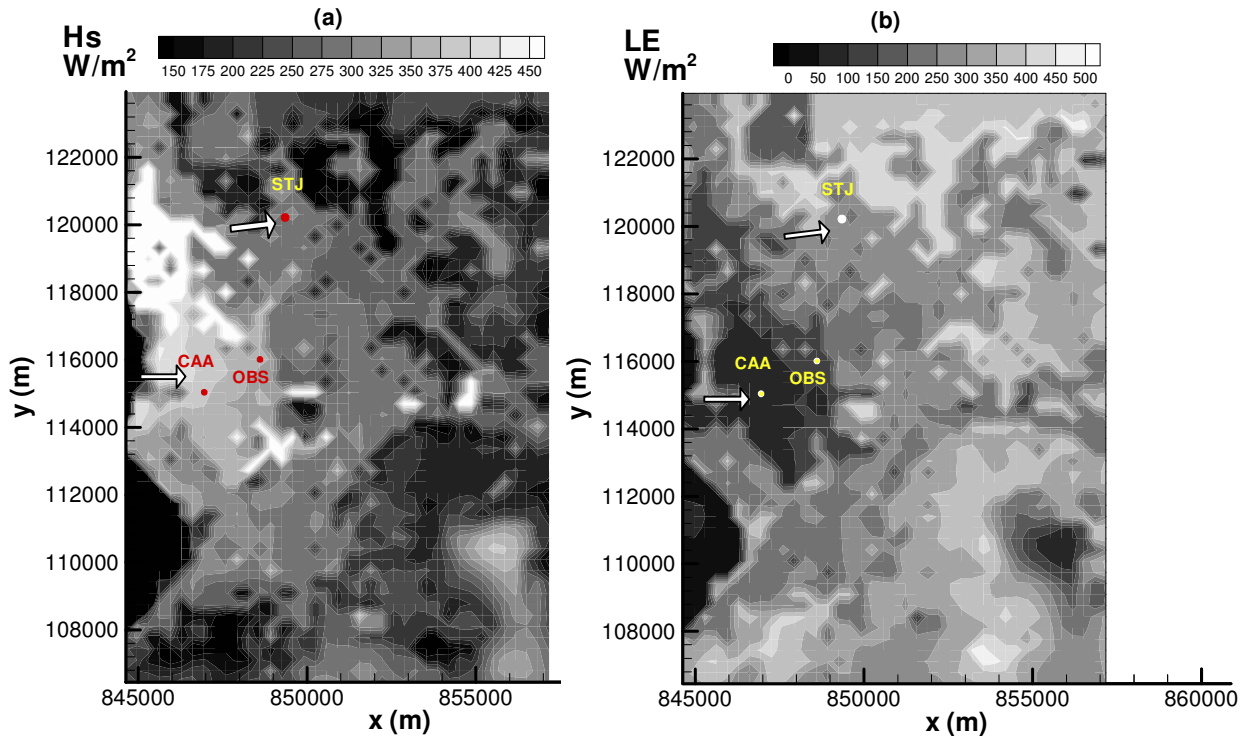 (a)
Hs
W/m²
150 175 200 225 250 275 300 325 350 375 400 425 450
122000
120000
118000
116000
114000
112000
110000
108000
y (m)
STJ
CAA
OBS
845000 850000 855000
x (m)
(b)
LE
W/m²
0 50 100 150 200 250 300 350 400 450 500
122000
120000
118000
116000
114000
112000
110000
108000
y (m)
STJ
CAA
OBS
845000 850000 855000 860000
x (m)